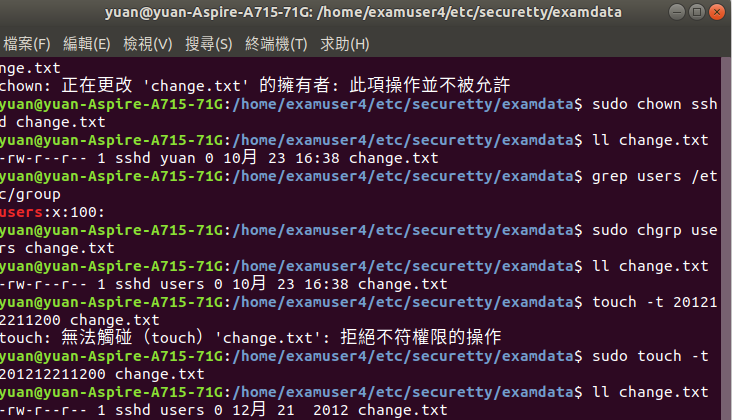 yuan@yuan-Aspire-A715-71G: /home/examuser4/etc/securetty/examdata
檔案(F) 編輯(E) 檢視(V) 搜尋(S) 終端機(T) 求助(H)
nge.txt
chown: 正在更改 'change.txt' 的擁有者: 此項操作並不被允許
yuan@yuan-Aspire-A715-71G:/home/examuser4/etc/securetty/examdata$ sudo chown ssh
d change.txt
yuan@yuan-Aspire-A715-71G:/home/examuser4/etc/securetty/examdata$ ll change.txt
-rw-r--r-- 1 sshd yuan 0 10月 23 16:38 change.txt
yuan@yuan-Aspire-A715-71G:/home/examuser4/etc/securetty/examdata$ grep users /et
c/group
users:x:100:
yuan@yuan-Aspire-A715-71G:/home/examuser4/etc/securetty/examdata$ sudo chgrp use
rs change.txt
yuan@yuan-Aspire-A715-71G:/home/examuser4/etc/securetty/examdata$ ll change.txt
-rw-r--r-- 1 sshd users 0 10月 23 16:38 change.txt
yuan@yuan-Aspire-A715-71G:/home/examuser4/etc/securetty/examdata$ touch -t 20121
2211200 change.txt
touch: 無法觸碰（touch）'change.txt': 拒絕不符權限的操作
yuan@yuan-Aspire-A715-71G:/home/examuser4/etc/securetty/examdata$ sudo touch -t
201212211200 change.txt
yuan@yuan-Aspire-A715-71G:/home/examuser4/etc/securetty/examdata$ ll change.txt
-rw-r--r-- 1 sshd users 0 12月 21  2012 change.txt